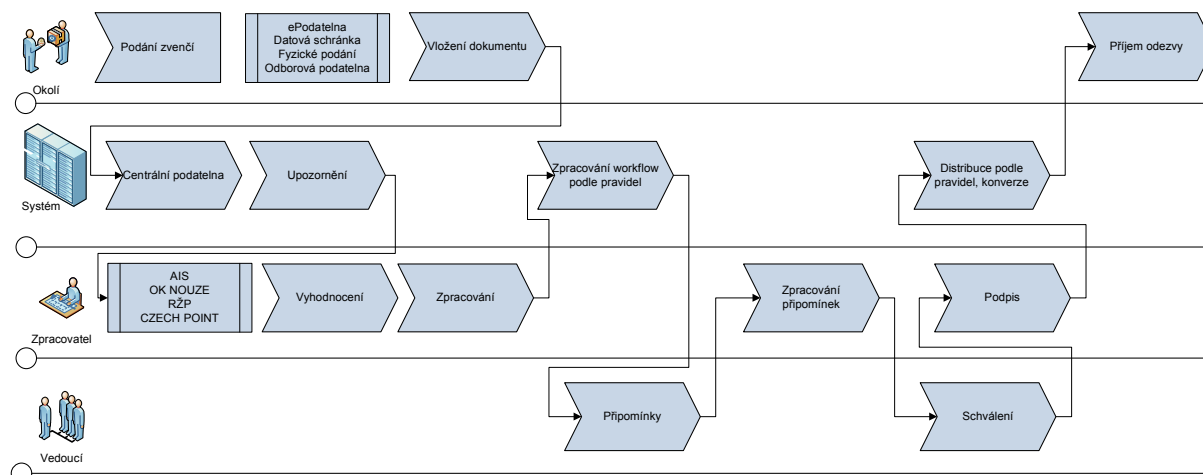 Podání zvenčí
ePodatelna
Datová schránka
Fyzické podání
Odborová podatelna
Vložení dokumentu
Příjem odezvy
Okolí
Centrální podatelna
Upozornění
Zpracování workflow
podle pravidel
Distribuce podle
pravidel, konverze
Systém
AIS
OK NOUZE
RŽP
CZECH POINT
Vyhodnocení
Zpracování
Zpracování
připomínek
Podpis
Zpracovatel
Připomínky
Schválení
Vedoucí